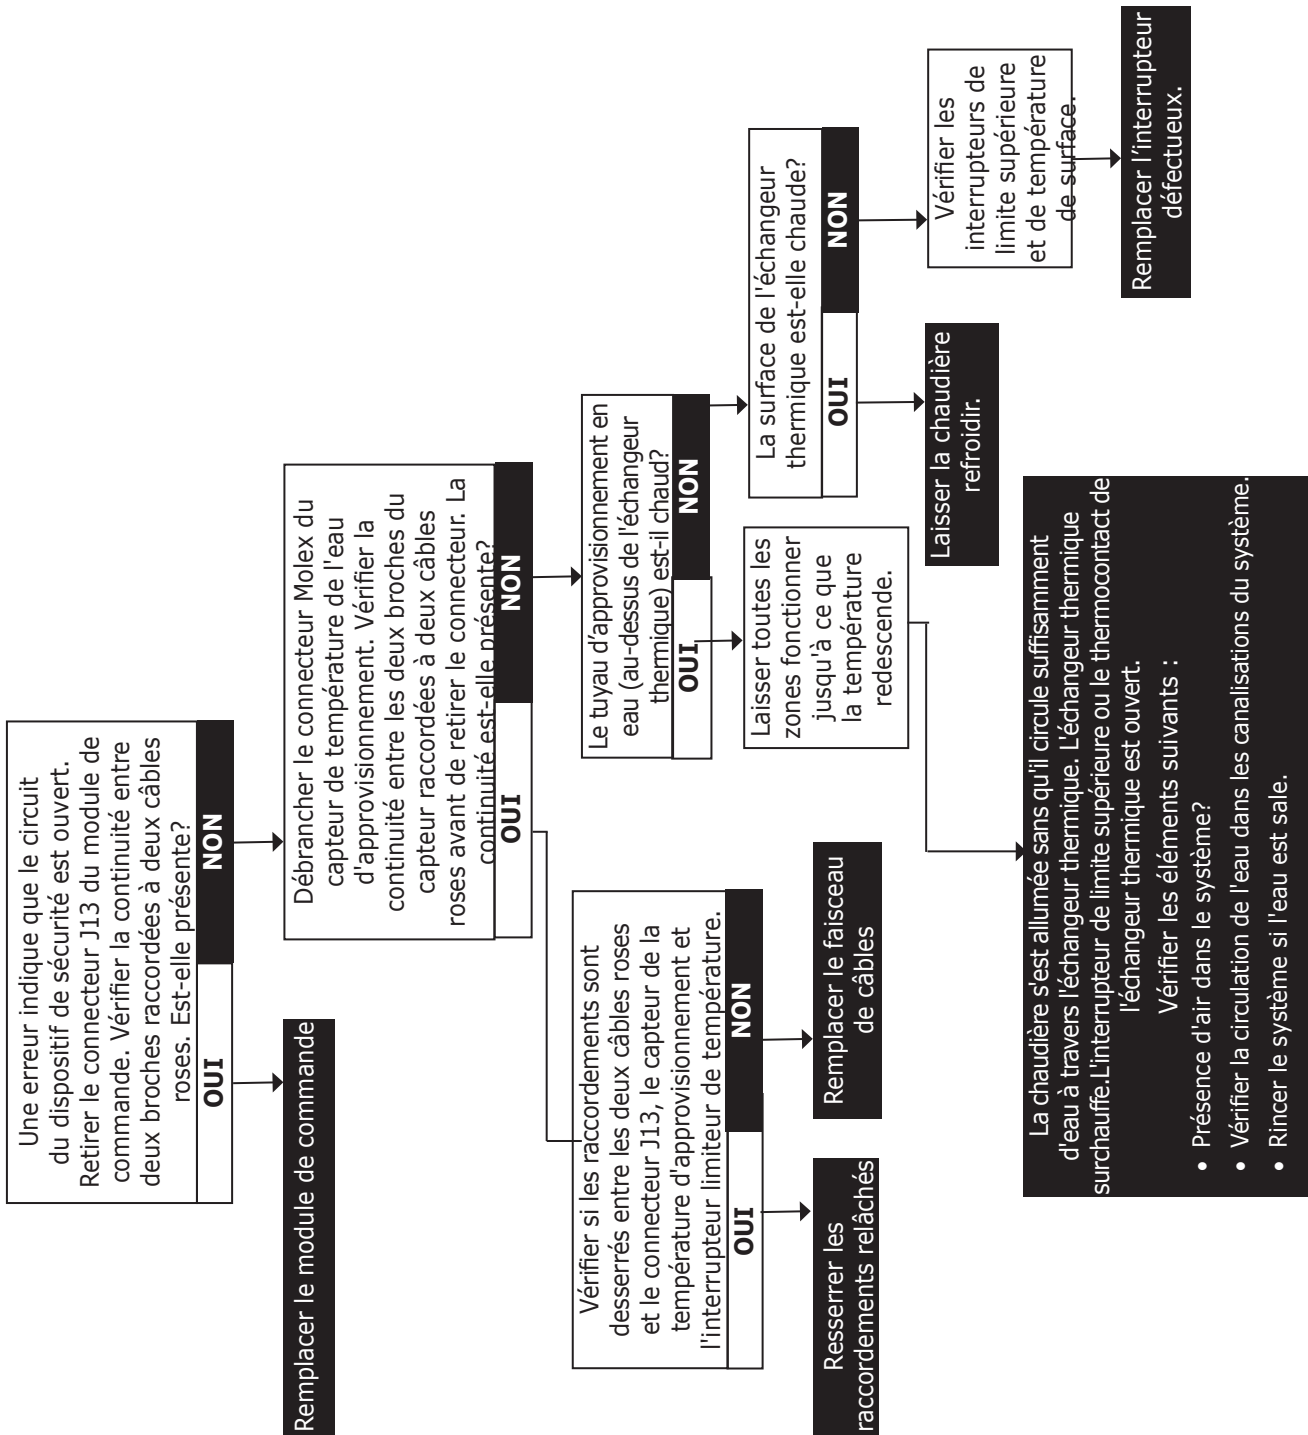 Une erreur indique que le circuit
du dispositif de sécurité est ouvert.
Retirer le connecteur J13 du module de
commande. Vérifier la continuité entre
deux broches raccordées à deux câbles
roses. Est-elle présente?
OUI
NON
Remplacer le module de commande
Débrancher le connecteur Molex du
capteur de température de l'eau
d'approvisionnement. Vérifier la
continuité entre les deux broches du
capteur raccordées à deux câbles
roses avant de retirer le connecteur. La
continuité est-elle présente?
OUI
NON
Vérifier si les raccordements sont
desserrés entre les deux câbles roses
et le connecteur J13, le capteur de la
température d'approvisionnement et
l'interrupteur limiteur de température.
OUI
NON
Resserrer les
raccordements relâchés
Remplacer le faisceau
de câbles
Le tuyau d'approvisionnement en
eau (au-dessus de l'échangeur
thermique) est-il chaud?
OUI
NON
Laisser toutes les
zones fonctionner
jusqu'à ce que
la température
redescende.
La chaudière s'est allumée sans qu'il circule suffisamment
d'eau à travers l'échangeur thermique. L'échangeur thermique
surchauffe.L'interrupteur de limite supérieure ou le thermocontact de
l'échangeur thermique est ouvert.
Vérifier les éléments suivants :
• Présence d'air dans le système?
• Vérifier la circulation de l'eau dans les canalisations du système.
• Rincer le système si l'eau est sale.
La surface de l'échangeur
thermique est-elle chaude?
OUI
NON
Laisser la chaudière
refroidir.
Vérifier les
interrupteurs de
limite supérieure
et de température
de surface.
Remplacer l'interrupteur
défectueux.